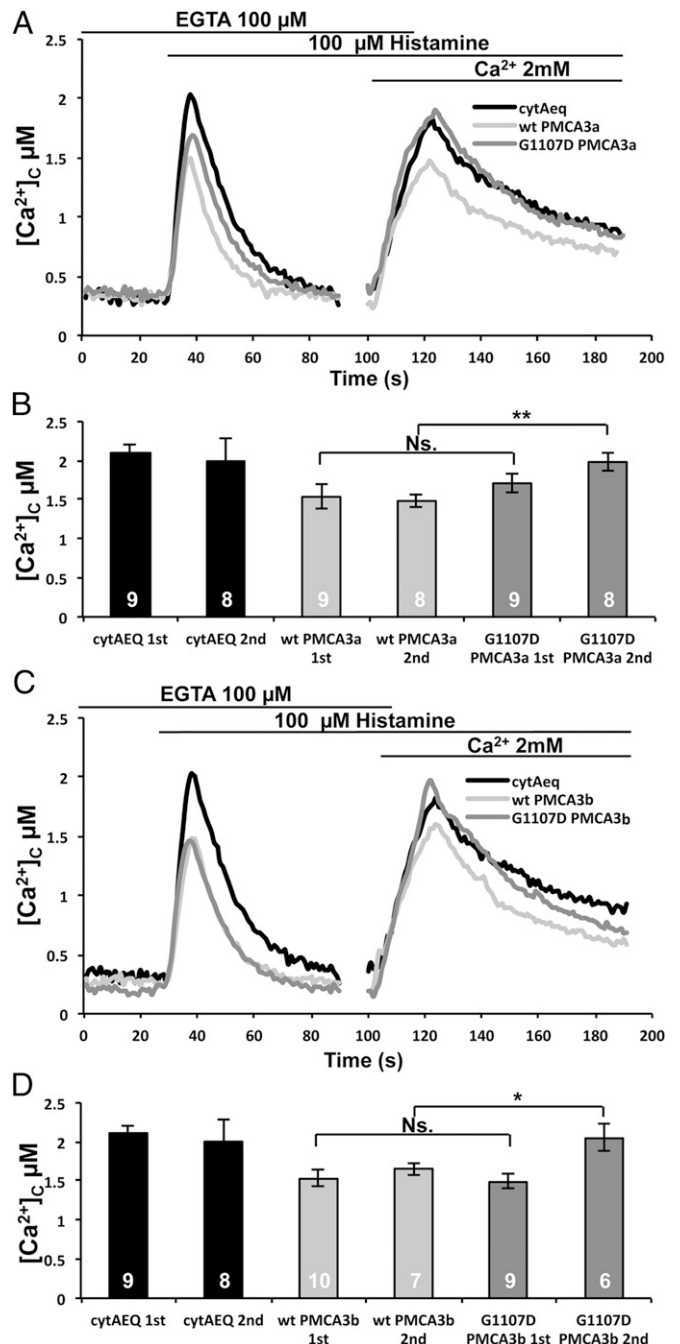 A
EGTA 100 µM
100 µM Histamine
Ca²⁺ 2mM
2.5
2
1.5
1
0.5
0
[Ca²⁺]C µM
cytAeq
wt PMCA3a
G1107D PMCA3a
0 20 40 60 80 100 120 140 160 180 200
Time (s)
B
2.5
2
1.5
1
0.5
0
[Ca²⁺]C µM
Ns.
**
9 8 9 8 9 8
cytAEQ 1st cytAEQ 2nd wt PMCA3a wt PMCA3a G1107D G1107D
1st 2nd PMCA3a 1st PMCA3a 2nd
C
EGTA 100 µM
100 µM Histamine
Ca²⁺ 2mM
2.5
2
1.5
1
0.5
0
[Ca²⁺]C µM
cytAeq
wt PMCA3b
G1107D PMCA3b
0 20 40 60 80 100 120 140 160 180 200
Time (s)
D
2.5
2
1.5
1
0.5
0
[Ca²⁺]C µM
Ns.
*
9 8 10 7 9 6
cytAEQ 1st cytAEQ 2nd wt PMCA3b wt PMCA3b G1107D G1107D
1st 2nd PMCA3b 1st PMCA3b 2nd